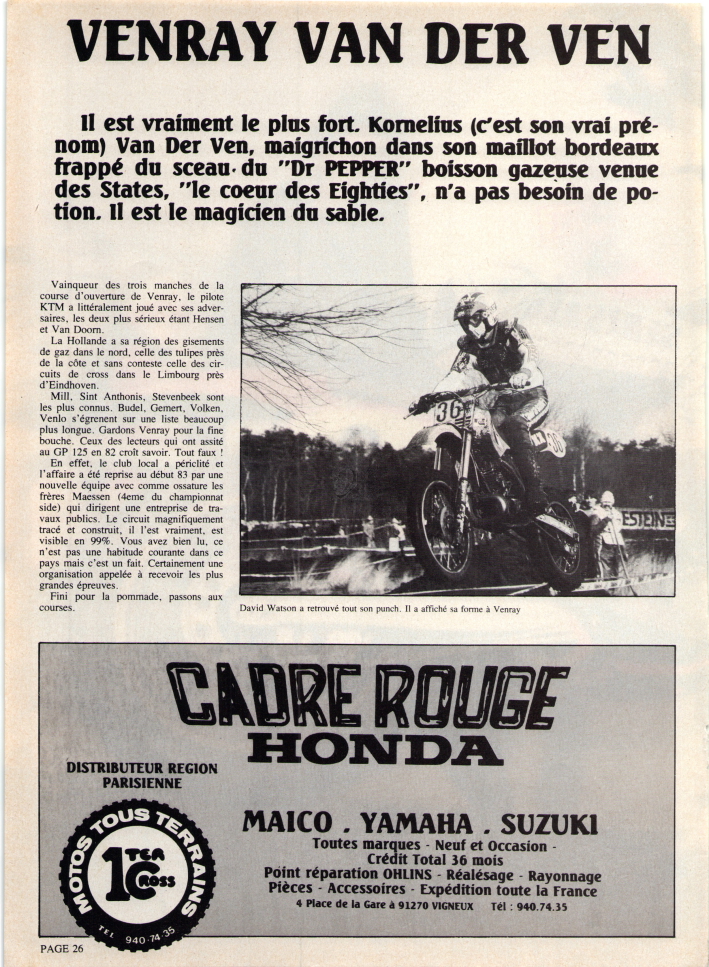 VENRAY VAN DER VEN
Il est vraiment le plus fort. Kornelius (c'est son vrai pré-
nom) Van Der Ven, maigrichon dans son maillot bordeaux
frappé du sceau du "Dr PEPPER" boisson gazeuse venue
des States, "le coeur des Eighties", n'a pas besoin de po-
tion. Il est le magicien du sable.
Vainqueur des trois manches de la
course d'ouverture de Venray, le pilote
KTM a littéralement joué avec ses adver-
saires, les deux plus sérieux étant Hensen
et Van Doorn.
La Hollande a sa région des gisements
de gaz dans le nord, celle des tulipes près
de la côte et sans conteste celle des cir-
cuits de cross dans le Limbourg près
d'Eindhoven.
Mill, Sint Anthonis, Stevenbeek sont
les plus connus. Budel, Gemert, Volken,
Venlo s'égrenent sur une liste beaucoup
plus longue. Gardons Venray pour la fine
bouche. Ceux des lecteurs qui ont assité
au GP 125 en 82 croît savoir. Tout faux !
En effet, le club local a périclité et
l'affaire a été reprise au début 83 par une
nouvelle équipe avec comme ossature les
frères Maessen (4eme du championnat
side) qui dirigent une entreprise de tra-
vaux publics. Le circuit magnifiquement
tracé et construit, il l'est vraiment, est
visible en 99%. Vous avez bien lu, ce
n'est pas une habitude courante dans ce
pays mais c'est un fait. Certainement une
organisation appelée à recevoir les plus
grandes épreuves.
Fini pour la pommade, passons aux
courses.
36
ESTEINE
David Watson a retrouvé tout son punch. Il a affiché sa forme à Venray
CADRE ROUGE
HONDA
DISTRIBUTEUR REGION
PARISIENNE
MOTOS TOUS TERRAINS
1TER
CROSS
TEL 940-74-35
MAICO . YAMAHA . SUZUKI
Toutes marques - Neuf et Occasion -
Crédit Total 36 mois
Point réparation OHLINS - Réalésage - Rayonnage
Pièces - Accessoires - Expédition toute la France
4 Place de la Gare à 91270 VIGNEUX Tél : 940.74.35
PAGE 26